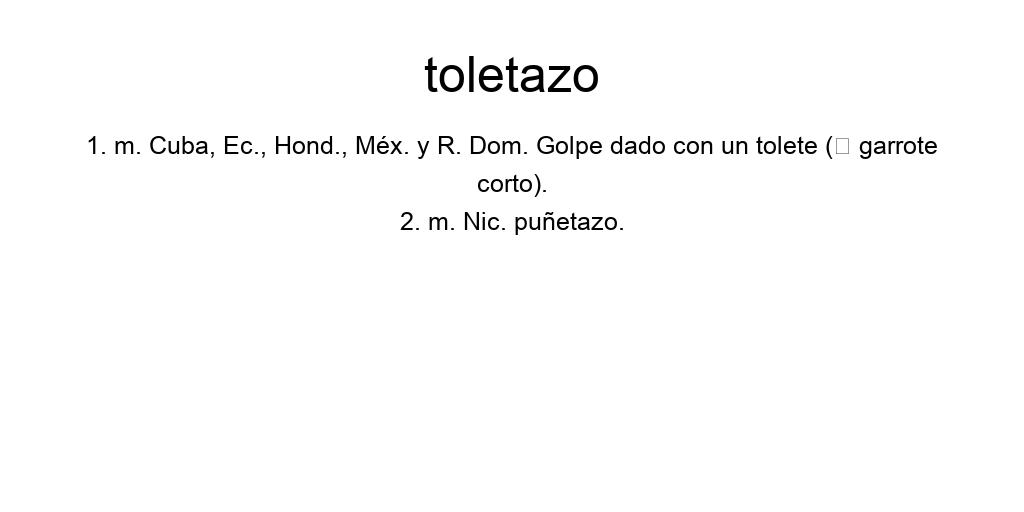 toletazo
1. m. Cuba, Ec., Hond., Méx. y R. Dom. Golpe dado con un tolete (□ garrote
corto).
2. m. Nic. puñetazo.